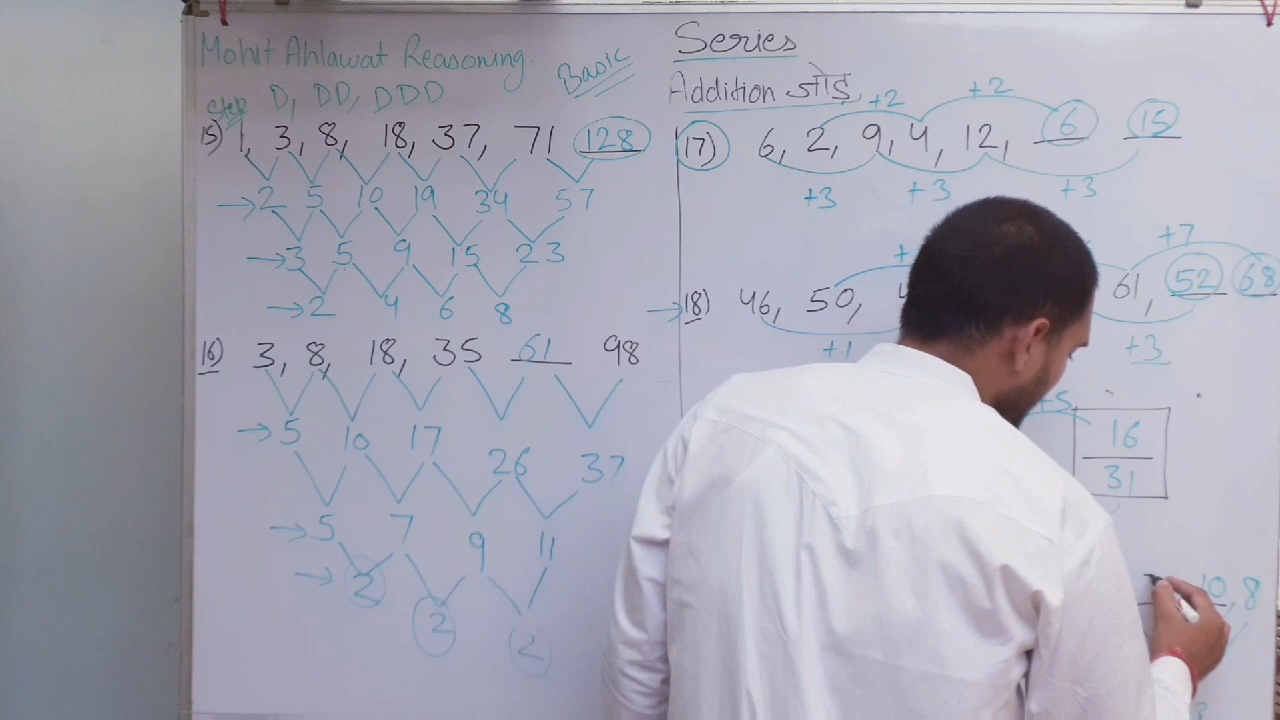 Mohit Ahlawat Reasoning.
Basic
Step D, DD, DDD
15) 1, 3, 8, 18, 37, 71 128
→ 2 5 10 19 34 57
→ 3 5 9 15 23
→ 2 4 6 8
16) 3, 8, 18, 35 61 98
→ 5 10 17 26 37
→ 5 7 9 11
→ 2 2 2
Series
Addition जोड़
+2 +2
17) 6, 2, 9, 4, 12, 6 15
+3 +3 +3
+7
→ 18) 46, 50, 61, 52 68
+1 +3
+5
16
31
10, 8